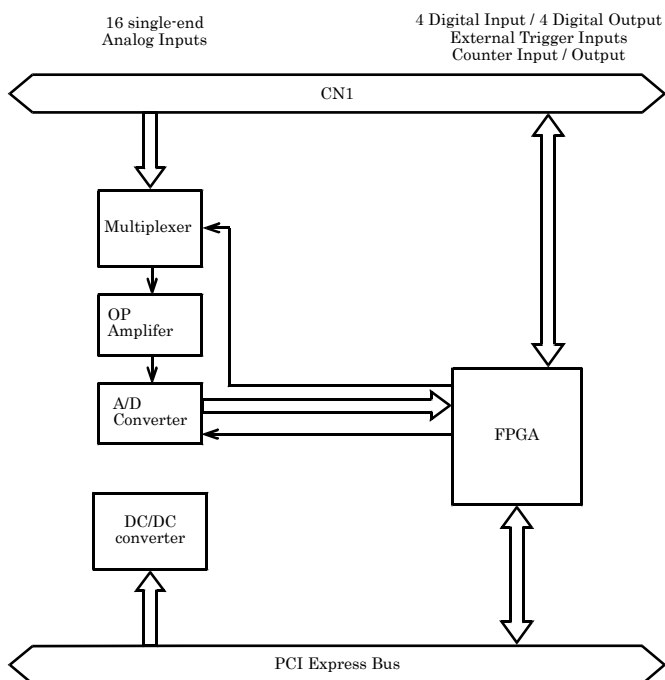 16 single-end
Analog Inputs
4 Digital Input / 4 Digital Output
External Trigger Inputs
Counter Input / Output
CN1
Multiplexer
OP
Amplifer
A/D
Converter
FPGA
DC/DC
converter
PCI Express Bus